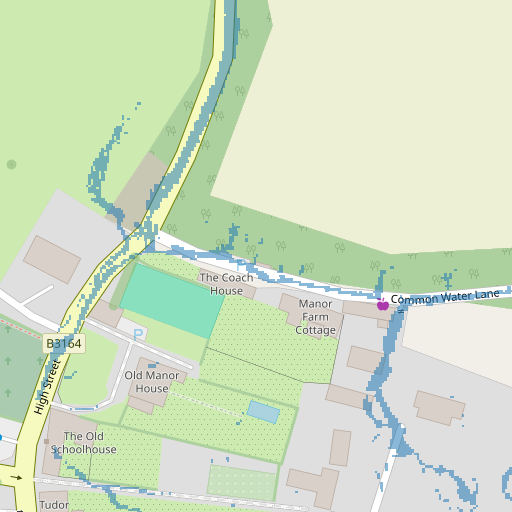 The Coach
House
Manor
Farm
Cottage
Common Water Lane
P
B3164
Old Manor
House
High Street
The Old
Schoolhouse
Tudor